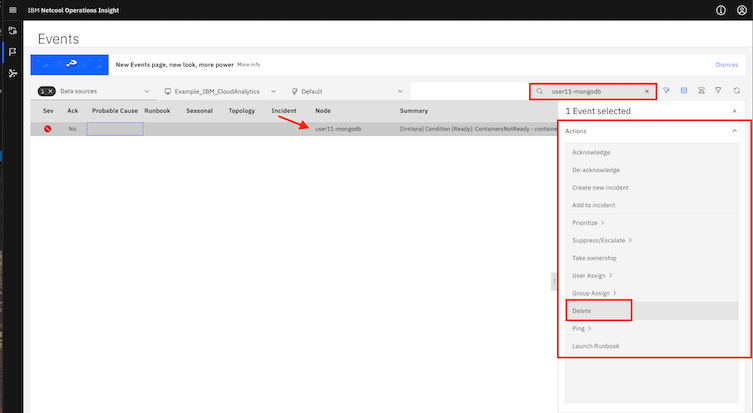 IBM Netcool Operations Insight
Events
New Events page, new look, more power More info
Dismiss
1 × Data sources
Example_IBM_CloudAnalytics
Default
user11-mongodb
Sev Ack Probable Cause Runbook Seasonal Topology Incident Node Summary
No user11-mongodb [Instana] Condition [Ready]: ContainersNotReady - containe
1 Event selected
Actions
Acknowledge
De-acknowledge
Create new incident
Add to incident
Prioritize
Suppress/Escalate
Take ownership
User Assign
Group Assign
Delete
Ping
Launch Runbook